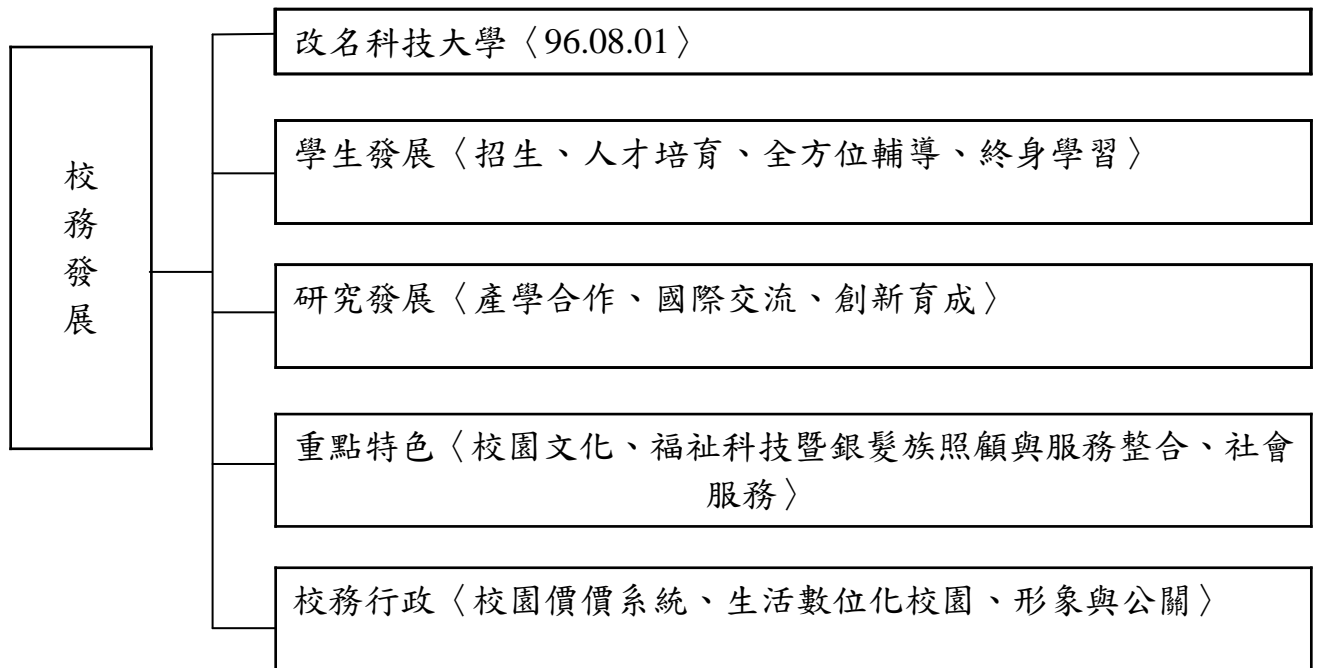 校務發展
改名科技大學〈96.08.01〉
學生發展〈招生、人才培育、全方位輔導、終身學習〉
研究發展〈產學合作、國際交流、創新育成〉
重點特色〈校園文化、福祉科技暨銀髮族照顧與服務整合、社會
服務〉
校務行政〈校園價價系統、生活數位化校園、形象與公關〉